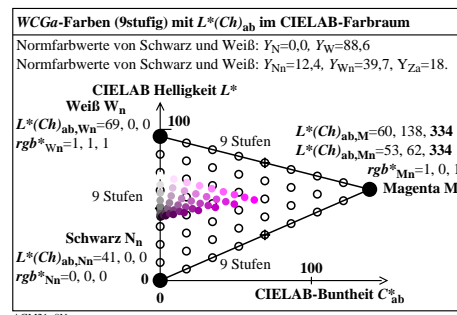 WCGa-Farben (9stufig) mit L*(Ch)ab im CIELAB-Farbraum
Normfarbwerte von Schwarz und Weiß: YN=0,0, YW=88,6
Normfarbwerte von Schwarz und Weiß: YNn=12,4, YWn=39,7, YZa=18.
CIELAB Helligkeit L*
Weiß Wn
100
L*(Ch)ab,Wn=69, 0, 0
rgb*Wn=1, 1, 1
9 Stufen
L*(Ch)ab,M=60, 138, 334
L*(Ch)ab,Mn=53, 62, 334
rgb*Mn=1, 0, 1
Magenta M
9 Stufen
Schwarz Nn
L*(Ch)ab,Nn=41, 0, 0
rgb*Nn=0, 0, 0
9 Stufen
0
0
100
CIELAB-Buntheit C*ab